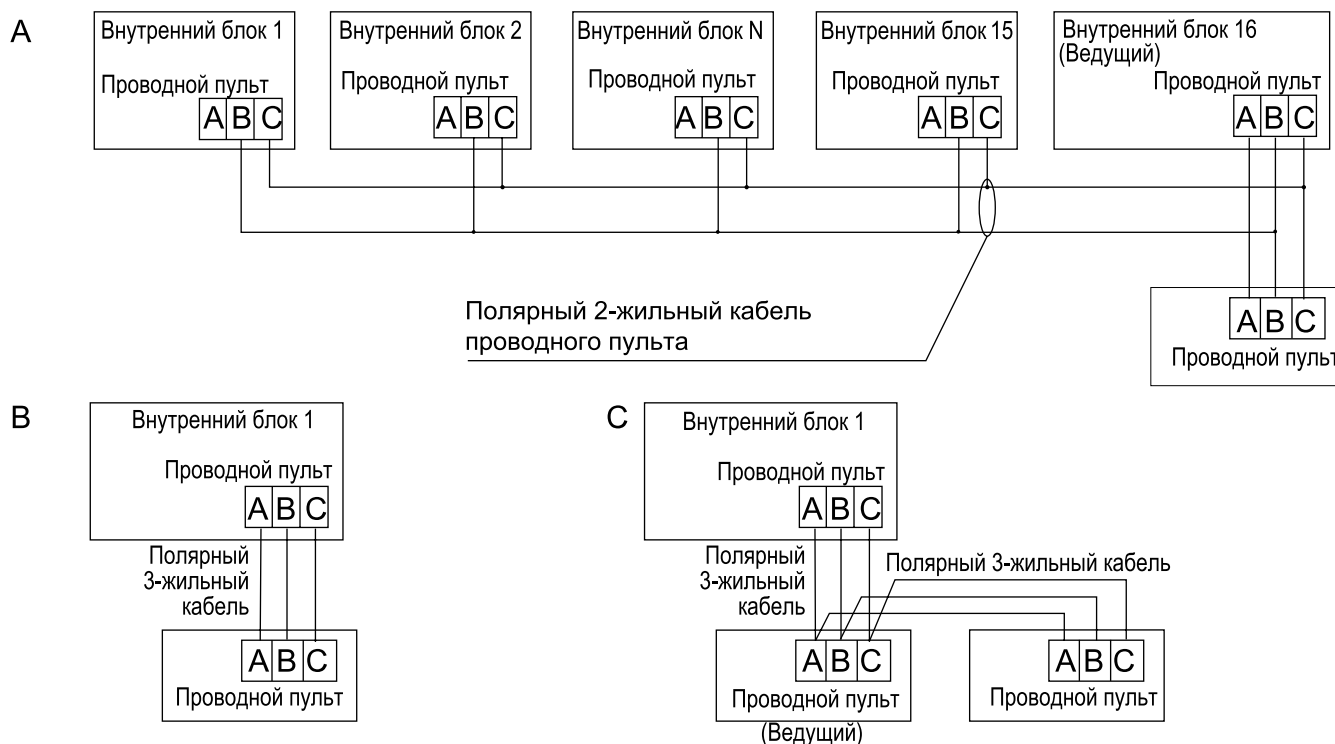 A
Внутренний блок 1
Проводной пульт
A B C
Внутренний блок 2
Проводной пульт
A B C
Внутренний блок N
Проводной пульт
A B C
Внутренний блок 15
Проводной пульт
A B C
Внутренний блок 16
(Ведущий)
Проводной пульт
A B C
Полярный 2-жильный кабель
проводного пульта
A B C
Проводной пульт
B
Внутренний блок 1
Проводной пульт
A B C
Полярный
3-жильный
кабель
A B C
Проводной пульт
C
Внутренний блок 1
Проводной пульт
A B C
Полярный
3-жильный
кабель
Полярный 3-жильный кабель
A B C
Проводной пульт
(Ведущий)
A B C
Проводной пульт